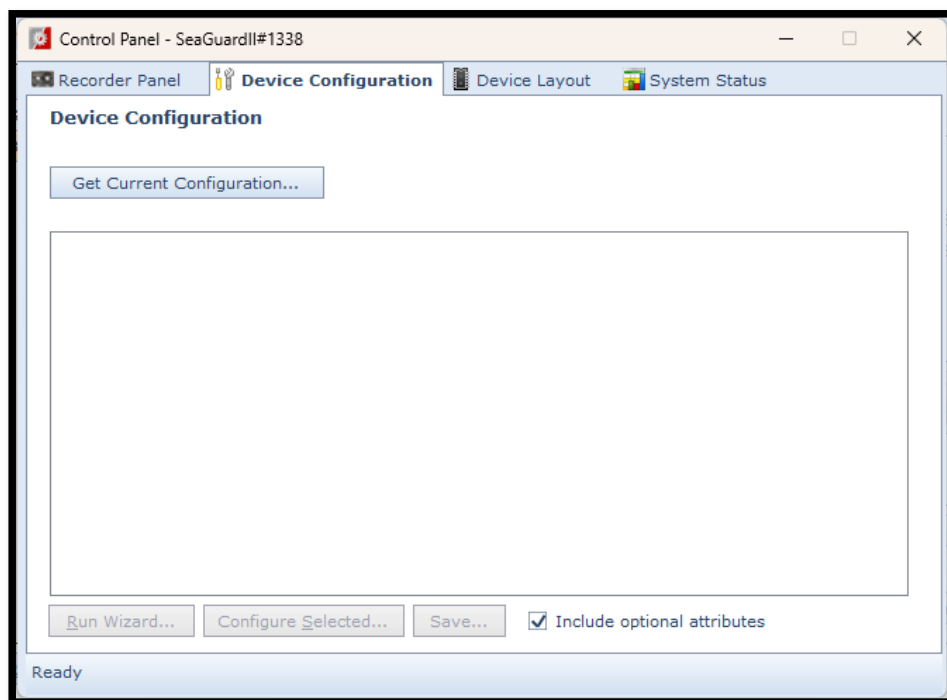 Control Panel - SeaGuardII#1338
Recorder Panel Device Configuration Device Layout System Status
Device Configuration
Get Current Configuration...
Run Wizard... Configure Selected... Save... Include optional attributes
Ready